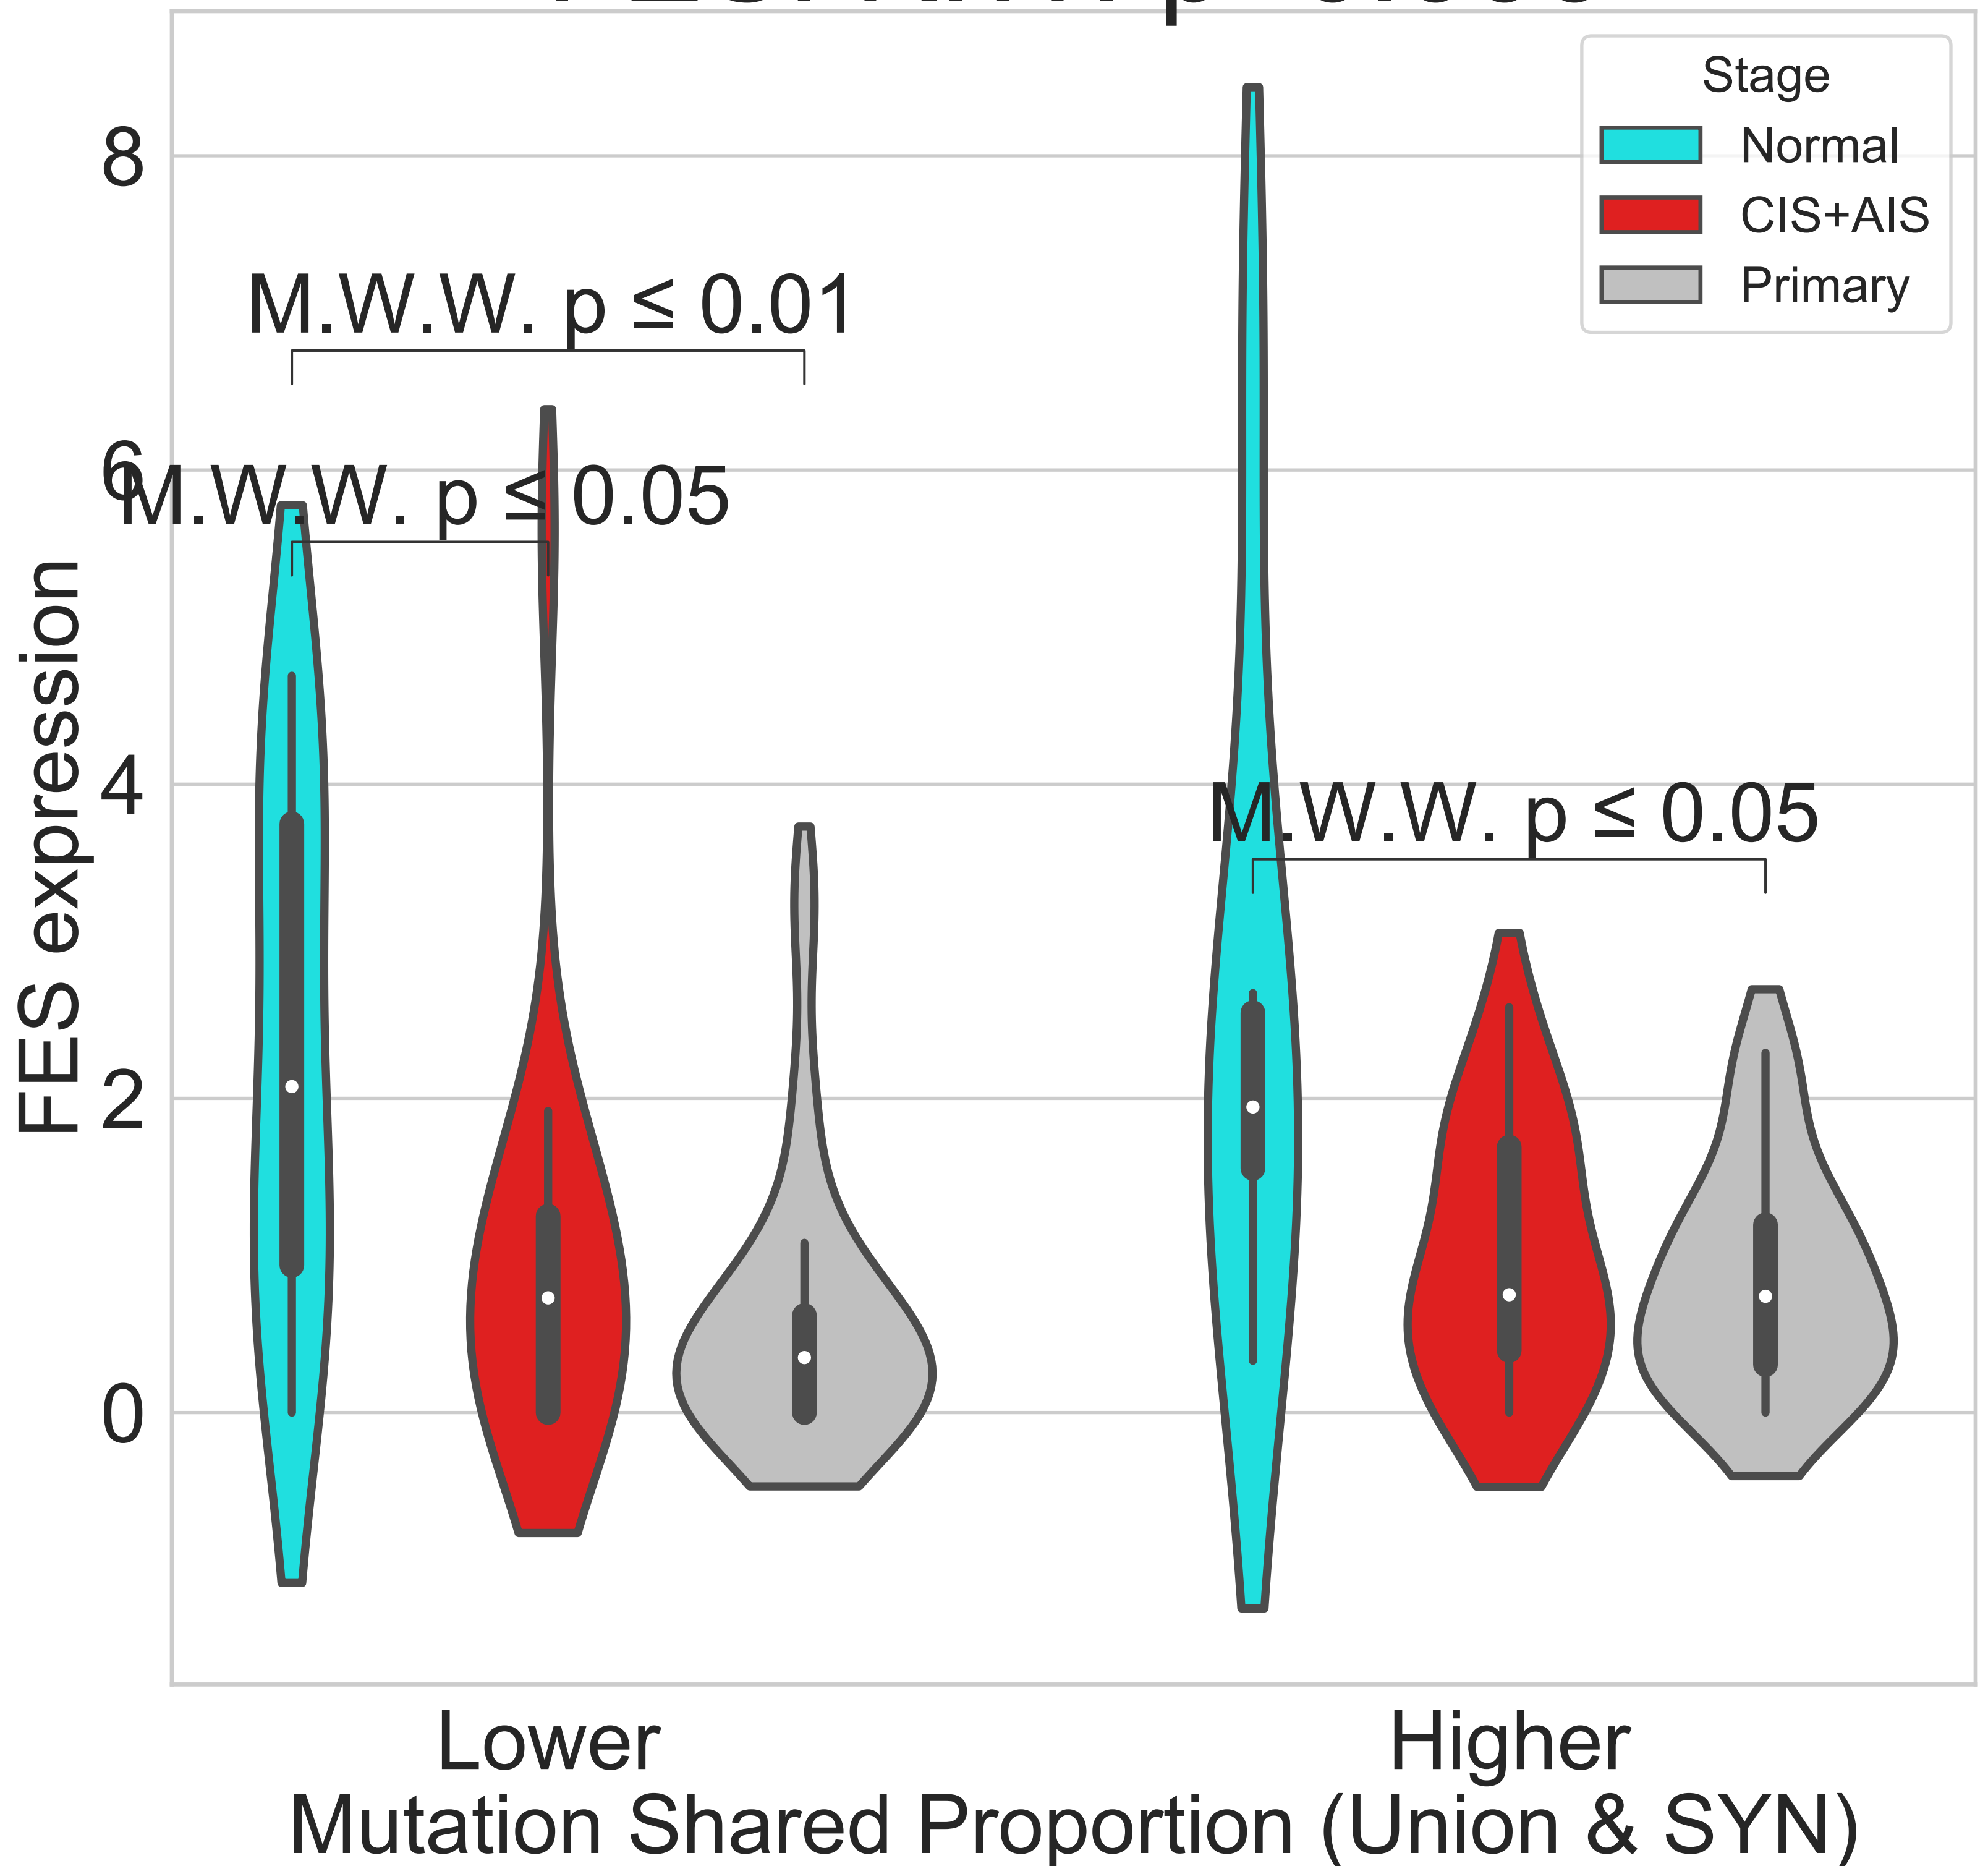 Stage
Normal
CIS+AIS
Primary
8
6
4
2
0
FES expression
M.W.W. p ≤ 0.01
M.W.W. p ≤ 0.05
M.W.W. p ≤ 0.05
Lower
Higher
Mutation Shared Proportion (Union & SYN)